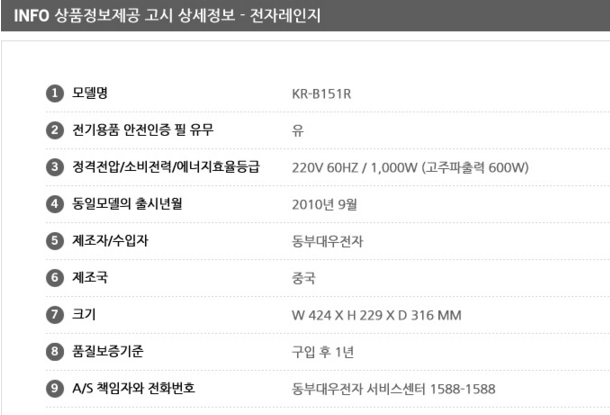 INFO 상품정보제공 고시 상세정보 - 전자레인지
1 모델명 KR-B151R
2 전기용품 안전인증 필 유무 유
3 정격전압/소비전력/에너지효율등급 220V 60HZ / 1,000W (고주파출력 600W)
4 동일모델의 출시년월 2010년 9월
5 제조자/수입자 동부대우전자
6 제조국 중국
7 크기 W 424 X H 229 X D 316 MM
8 품질보증기준 구입 후 1년
9 A/S 책임자와 전화번호 동부대우전자 서비스센터 1588-1588